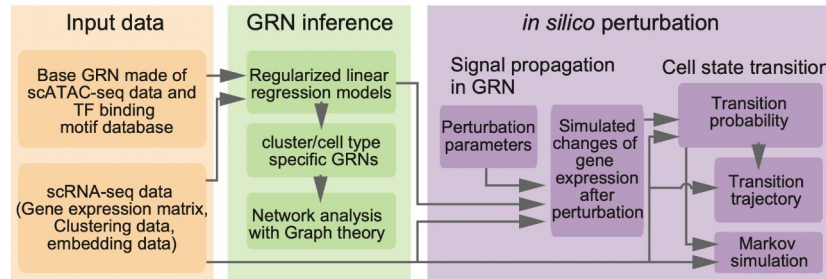 Input data
Base GRN made of
scATAC-seq data and
TF binding
motif database
scRNA-seq data
(Gene expression matrix,
Clustering data,
embedding data)
GRN inference
Regularized linear
regression models
cluster/cell type
specific GRNs
Network analysis
with Graph theory
in silico perturbation
Signal propagation
in GRN
Perturbation
parameters
Simulated
changes of
gene
expression
after
perturbation
Cell state transition
Transition
probability
Transition
trajectory
Markov
simulation